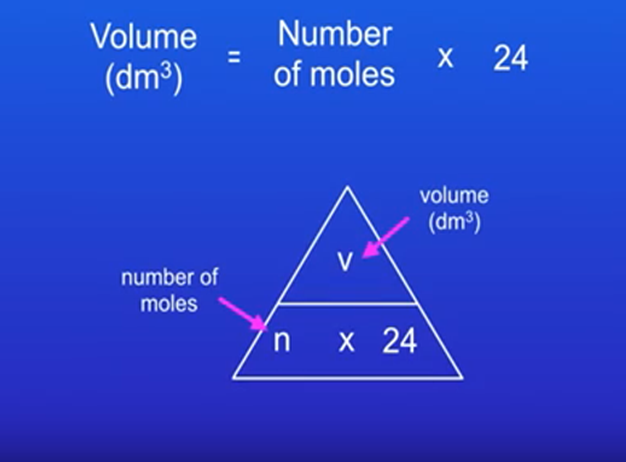 Volume
(dm³)
=
Number
of moles
x 24
volume
(dm³)
v
number of
moles
n x 24